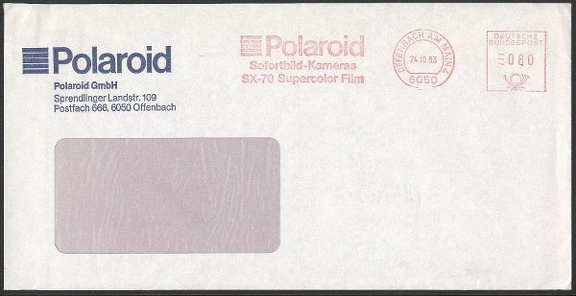 Polaroid
Polaroid GmbH
Sprendlinger Landstr. 109
Postfach 666, 6050 Offenbach
Polaroid
Sofortbild-Kameras
SX-70 Supercolor Film
OFFENBACH AM MAIN 4
24.10.83
6050
DEUTSCHE
BUNDESPOST
080